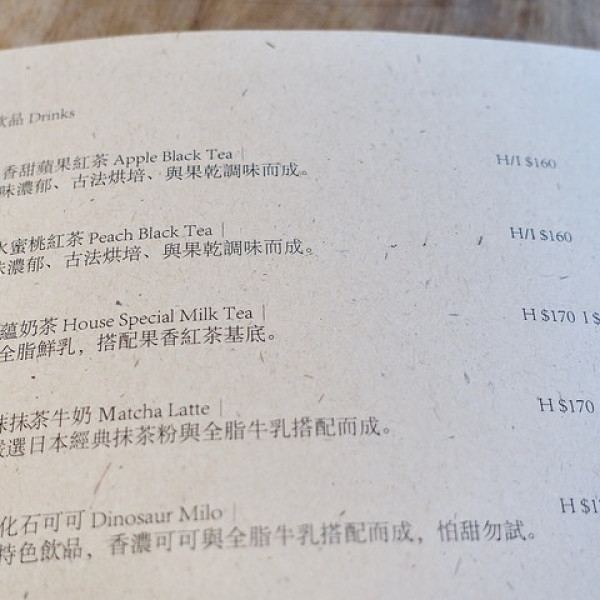 飲品 Drinks
香甜蘋果紅茶 Apple Black Tea | H/I $160
味濃郁、古法烘培、與果乾調味而成。
水蜜桃紅茶 Peach Black Tea | H/I $160
味濃郁、古法烘培、與果乾調味而成。
蘊奶茶 House Special Milk Tea | H $170 I $
全脂鮮乳，搭配果香紅茶基底。
抹茶牛奶 Matcha Latte | H $170
嚴選日本經典抹茶粉與全脂牛乳搭配而成。
化石可可 Dinosaur Milo | H $1
特色飲品，香濃可可與全脂牛乳搭配而成，怕甜勿試。